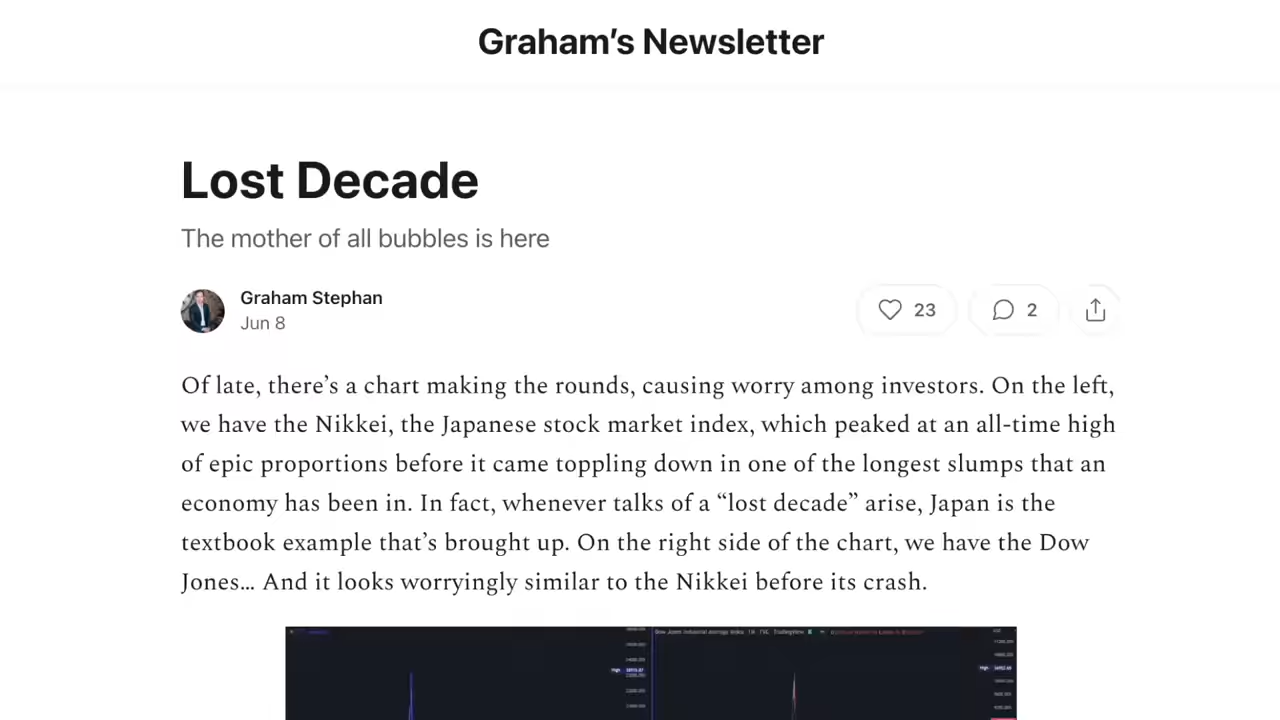 Graham's Newsletter
Lost Decade
The mother of all bubbles is here
Graham Stephan
Jun 8
23
2
Of late, there's a chart making the rounds, causing worry among investors. On the left,
we have the Nikkei, the Japanese stock market index, which peaked at an all-time high
of epic proportions before it came toppling down in one of the longest slumps that an
economy has been in. In fact, whenever talks of a “lost decade” arise, Japan is the
textbook example that's brought up. On the right side of the chart, we have the Dow
Jones... And it looks worryingly similar to the Nikkei before its crash.